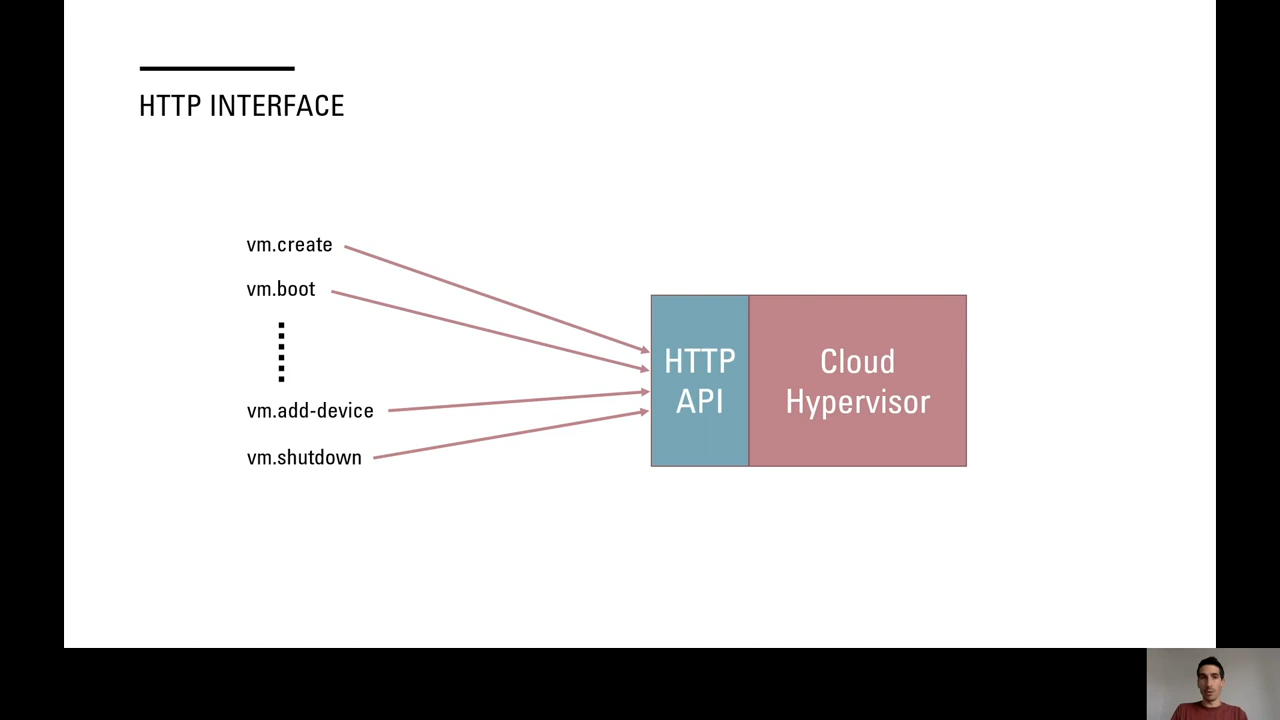 HTTP INTERFACE
vm.create
vm.boot
vm.add-device
vm.shutdown
HTTP
API
Cloud
Hypervisor